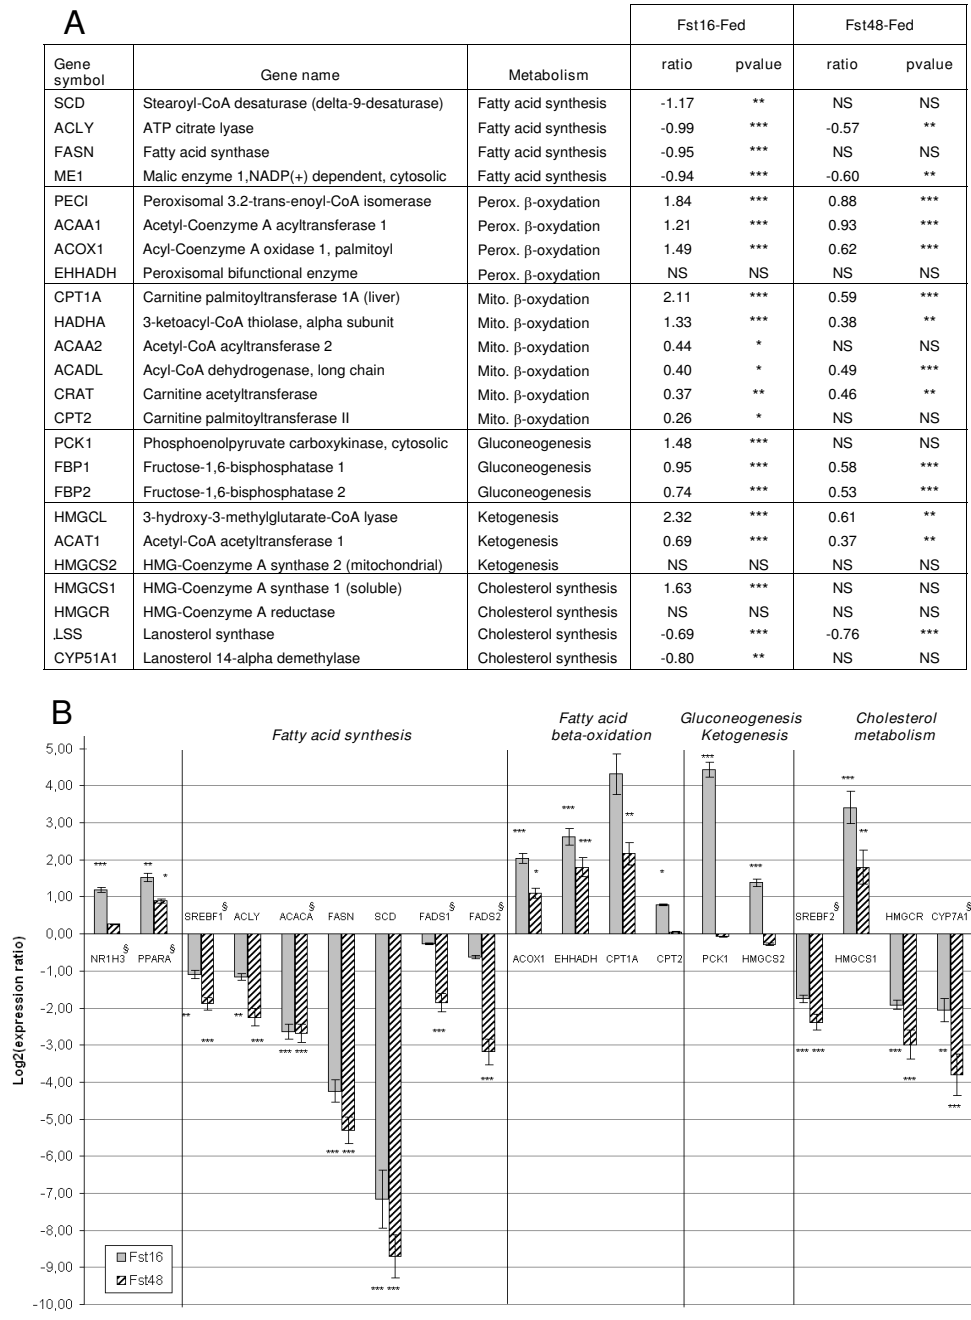 A
Fst16-Fed Fst48-Fed
Gene symbol Gene name Metabolism ratio pvalue ratio pvalue
SCD Stearoyl-CoA desaturase (delta-9-desaturase) Fatty acid synthesis -1.17 ** NS NS
ACLY ATP citrate lyase Fatty acid synthesis -0.99 *** -0.57 **
FASN Fatty acid synthase Fatty acid synthesis -0.95 *** NS NS
ME1 Malic enzyme 1,NADP(+) dependent, cytosolic Fatty acid synthesis -0.94 *** -0.60 **
PECI Peroxisomal 3.2-trans-enoyl-CoA isomerase Perox. β-oxydation 1.84 *** 0.88 ***
ACAA1 Acetyl-Coenzyme A acyltransferase 1 Perox. β-oxydation 1.21 *** 0.93 ***
ACOX1 Acyl-Coenzyme A oxidase 1, palmitoyl Perox. β-oxydation 1.49 *** 0.62 ***
EHHADH Peroxisomal bifunctional enzyme Perox. β-oxydation NS NS NS NS
CPT1A Carnitine palmitoyltransferase 1A (liver) Mito. β-oxydation 2.11 *** 0.59 ***
HADHA 3-ketoacyl-CoA thiolase, alpha subunit Mito. β-oxydation 1.33 *** 0.38 **
ACAA2 Acetyl-CoA acyltransferase 2 Mito. β-oxydation 0.44 * NS NS
ACADL Acyl-CoA dehydrogenase, long chain Mito. β-oxydation 0.40 * 0.49 ***
CRAT Carnitine acetyltransferase Mito. β-oxydation 0.37 ** 0.46 **
CPT2 Carnitine palmitoyltransferase II Mito. β-oxydation 0.26 * NS NS
PCK1 Phosphoenolpyruvate carboxykinase, cytosolic Gluconeogenesis 1.48 *** NS NS
FBP1 Fructose-1,6-bisphosphatase 1 Gluconeogenesis 0.95 *** 0.58 ***
FBP2 Fructose-1,6-bisphosphatase 2 Gluconeogenesis 0.74 *** 0.53 ***
HMGCL 3-hydroxy-3-methylglutarate-CoA lyase Ketogenesis 2.32 *** 0.61 **
ACAT1 Acetyl-CoA acetyltransferase 1 Ketogenesis 0.69 *** 0.37 **
HMGCS2 HMG-Coenzyme A synthase 2 (mitochondrial) Ketogenesis NS NS NS NS
HMGCS1 HMG-Coenzyme A synthase 1 (soluble) Cholesterol synthesis 1.63 *** NS NS
HMGCR HMG-Coenzyme A reductase Cholesterol synthesis NS NS NS NS
LSS Lanosterol synthase Cholesterol synthesis -0.69 *** -0.76 ***
CYP51A1 Lanosterol 14-alpha demethylase Cholesterol synthesis -0.80 ** NS NS
B
Fatty acid synthesis
Fatty acid
beta-oxidation
Gluconeogenesis
Ketogenesis
Cholesterol
metabolism
Log2(expression ratio)
5,00
4,00
3,00
2,00
1,00
0,00
-1,00
-2,00
-3,00
-4,00
-5,00
-6,00
-7,00
-8,00
-9,00
-10,00
*** ** * *** *** *** * ** * *** *** *** **
SREBF1§ ACLY ACACA§ FASN SCD FADS1§ FADS2§ SREBF2§ HMGCR CYP7A1§
NR1H3§ PPARA§ ACOX1 EHHADH CPT1A CPT2 PCK1 HMGCS2 HMGCS1
** *** ** *** *** *** *** *** *** *** *** *** *** *** *** *** ** ***
Fst16
Fst48